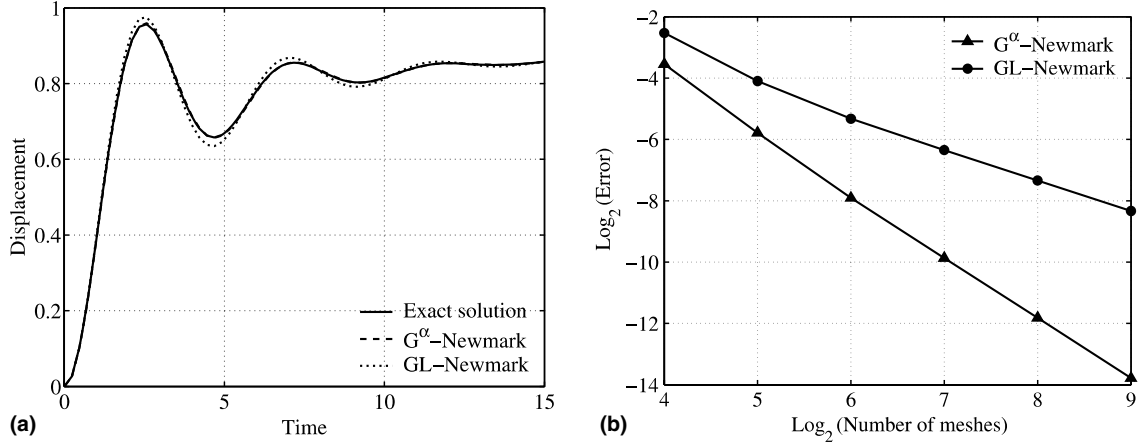 1
0.8
0.6
0.4
0.2
0
0
5
10
15
Displacement
Time
Exact solution
G^α−Newmark
GL−Newmark
(a)
−2
−4
−6
−8
−10
−12
−14
4
5
6
7
8
9
Log_2(Error)
Log_2(Number of meshes)
G^α−Newmark
GL−Newmark
(b)